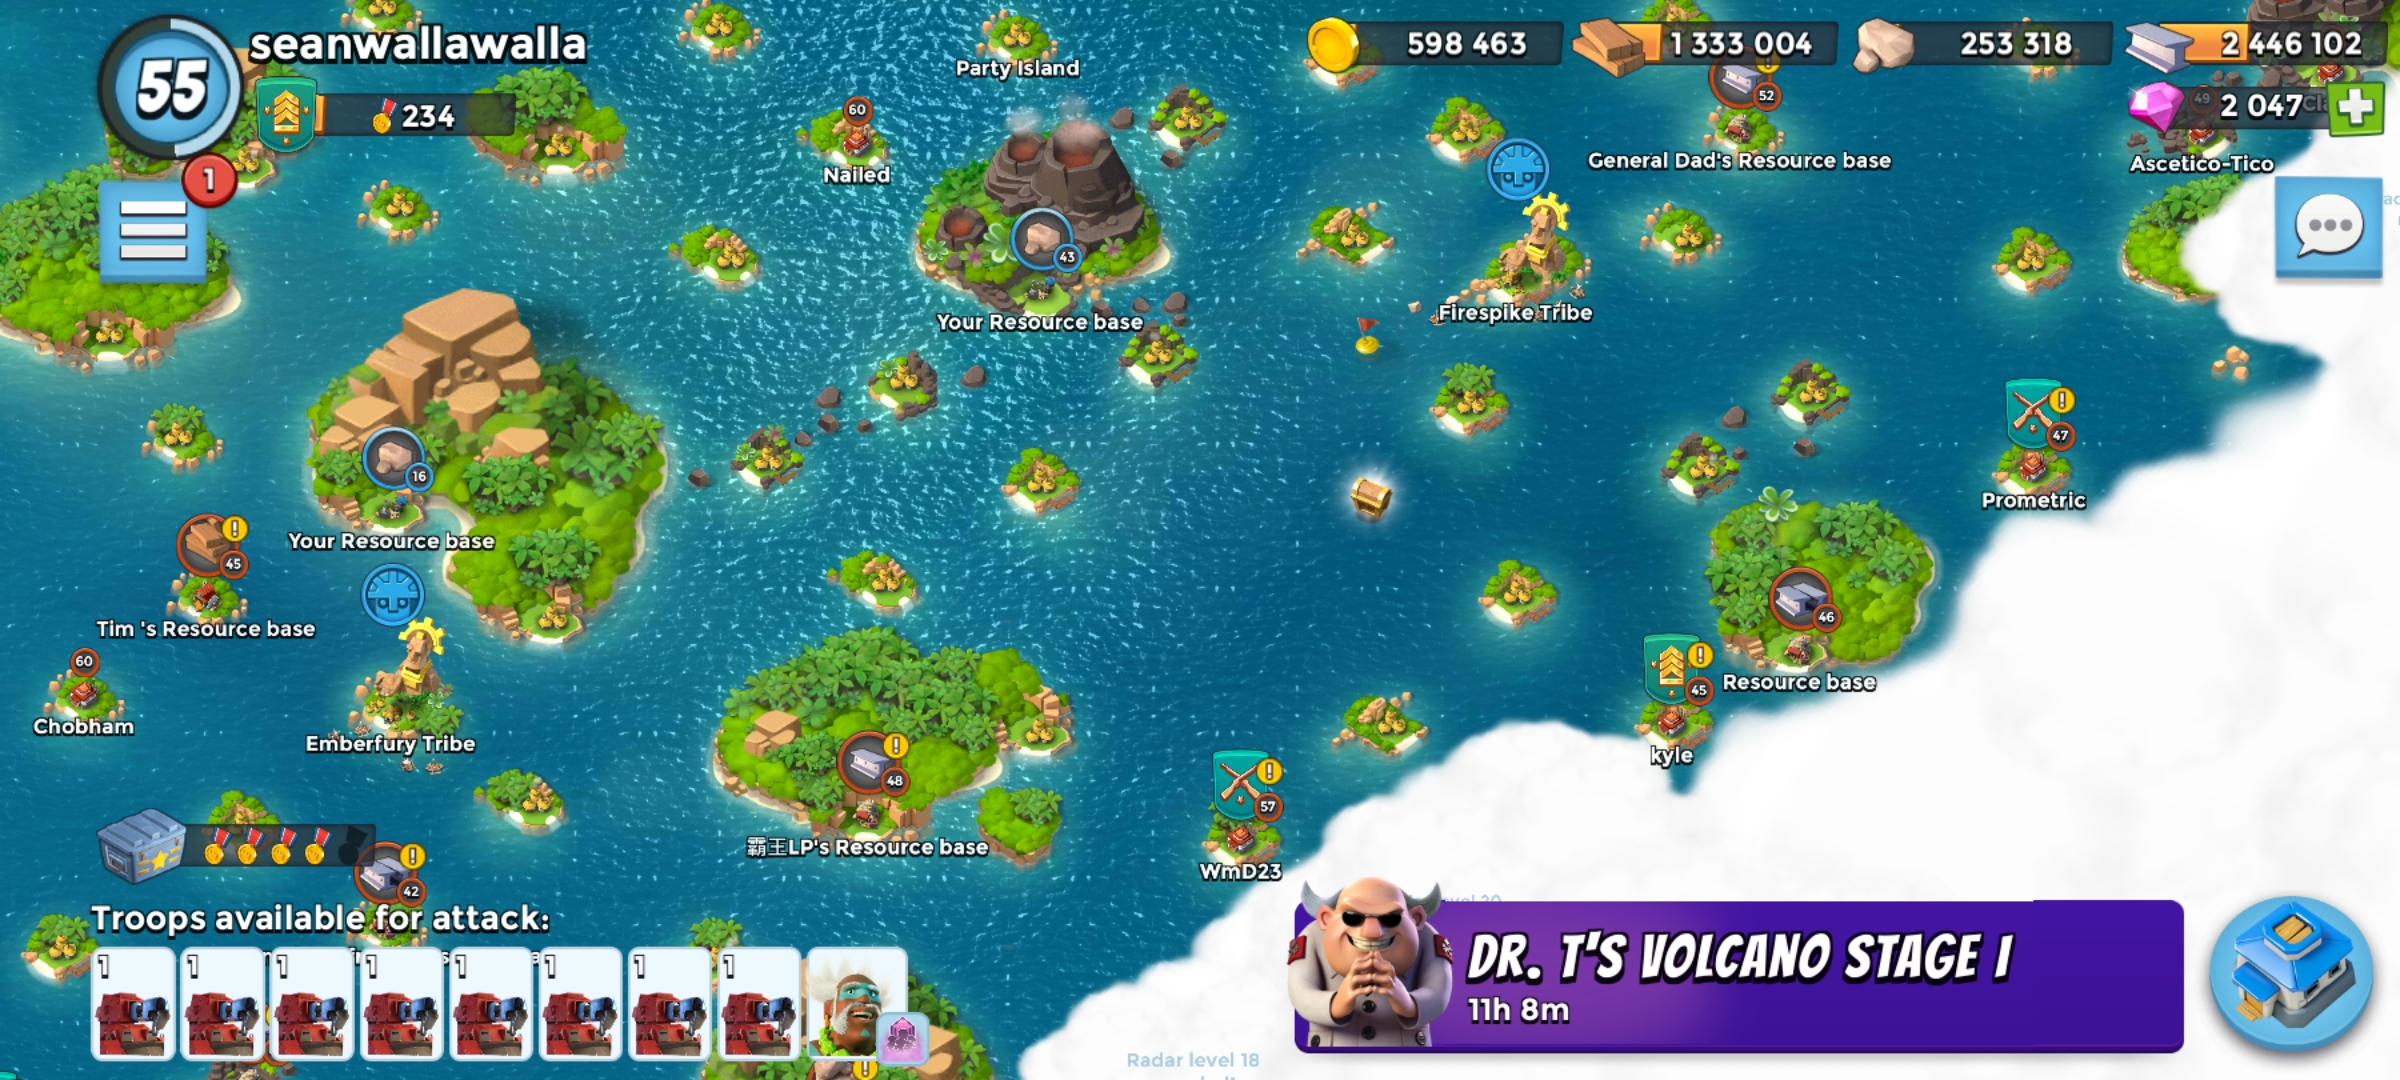 55
seanwallawalla
234
1
Party Island
598 463
1 333 004
253 318
2 446 102
2 047
60
Nailed
52
General Dad's Resource base
49
Ascetico-Tico
43
Your Resource base
Firespike Tribe
47
Prometric
16
Your Resource base
45
Tim 's Resource base
60
Chobham
Emberfury Tribe
46
Resource base
45
kyle
48
霸王LP's Resource base
57
WmD23
42
Troops available for attack:
1
1
1
1
1
1
1
1
DR. T'S VOLCANO STAGE I
11h 8m
Radar level 18